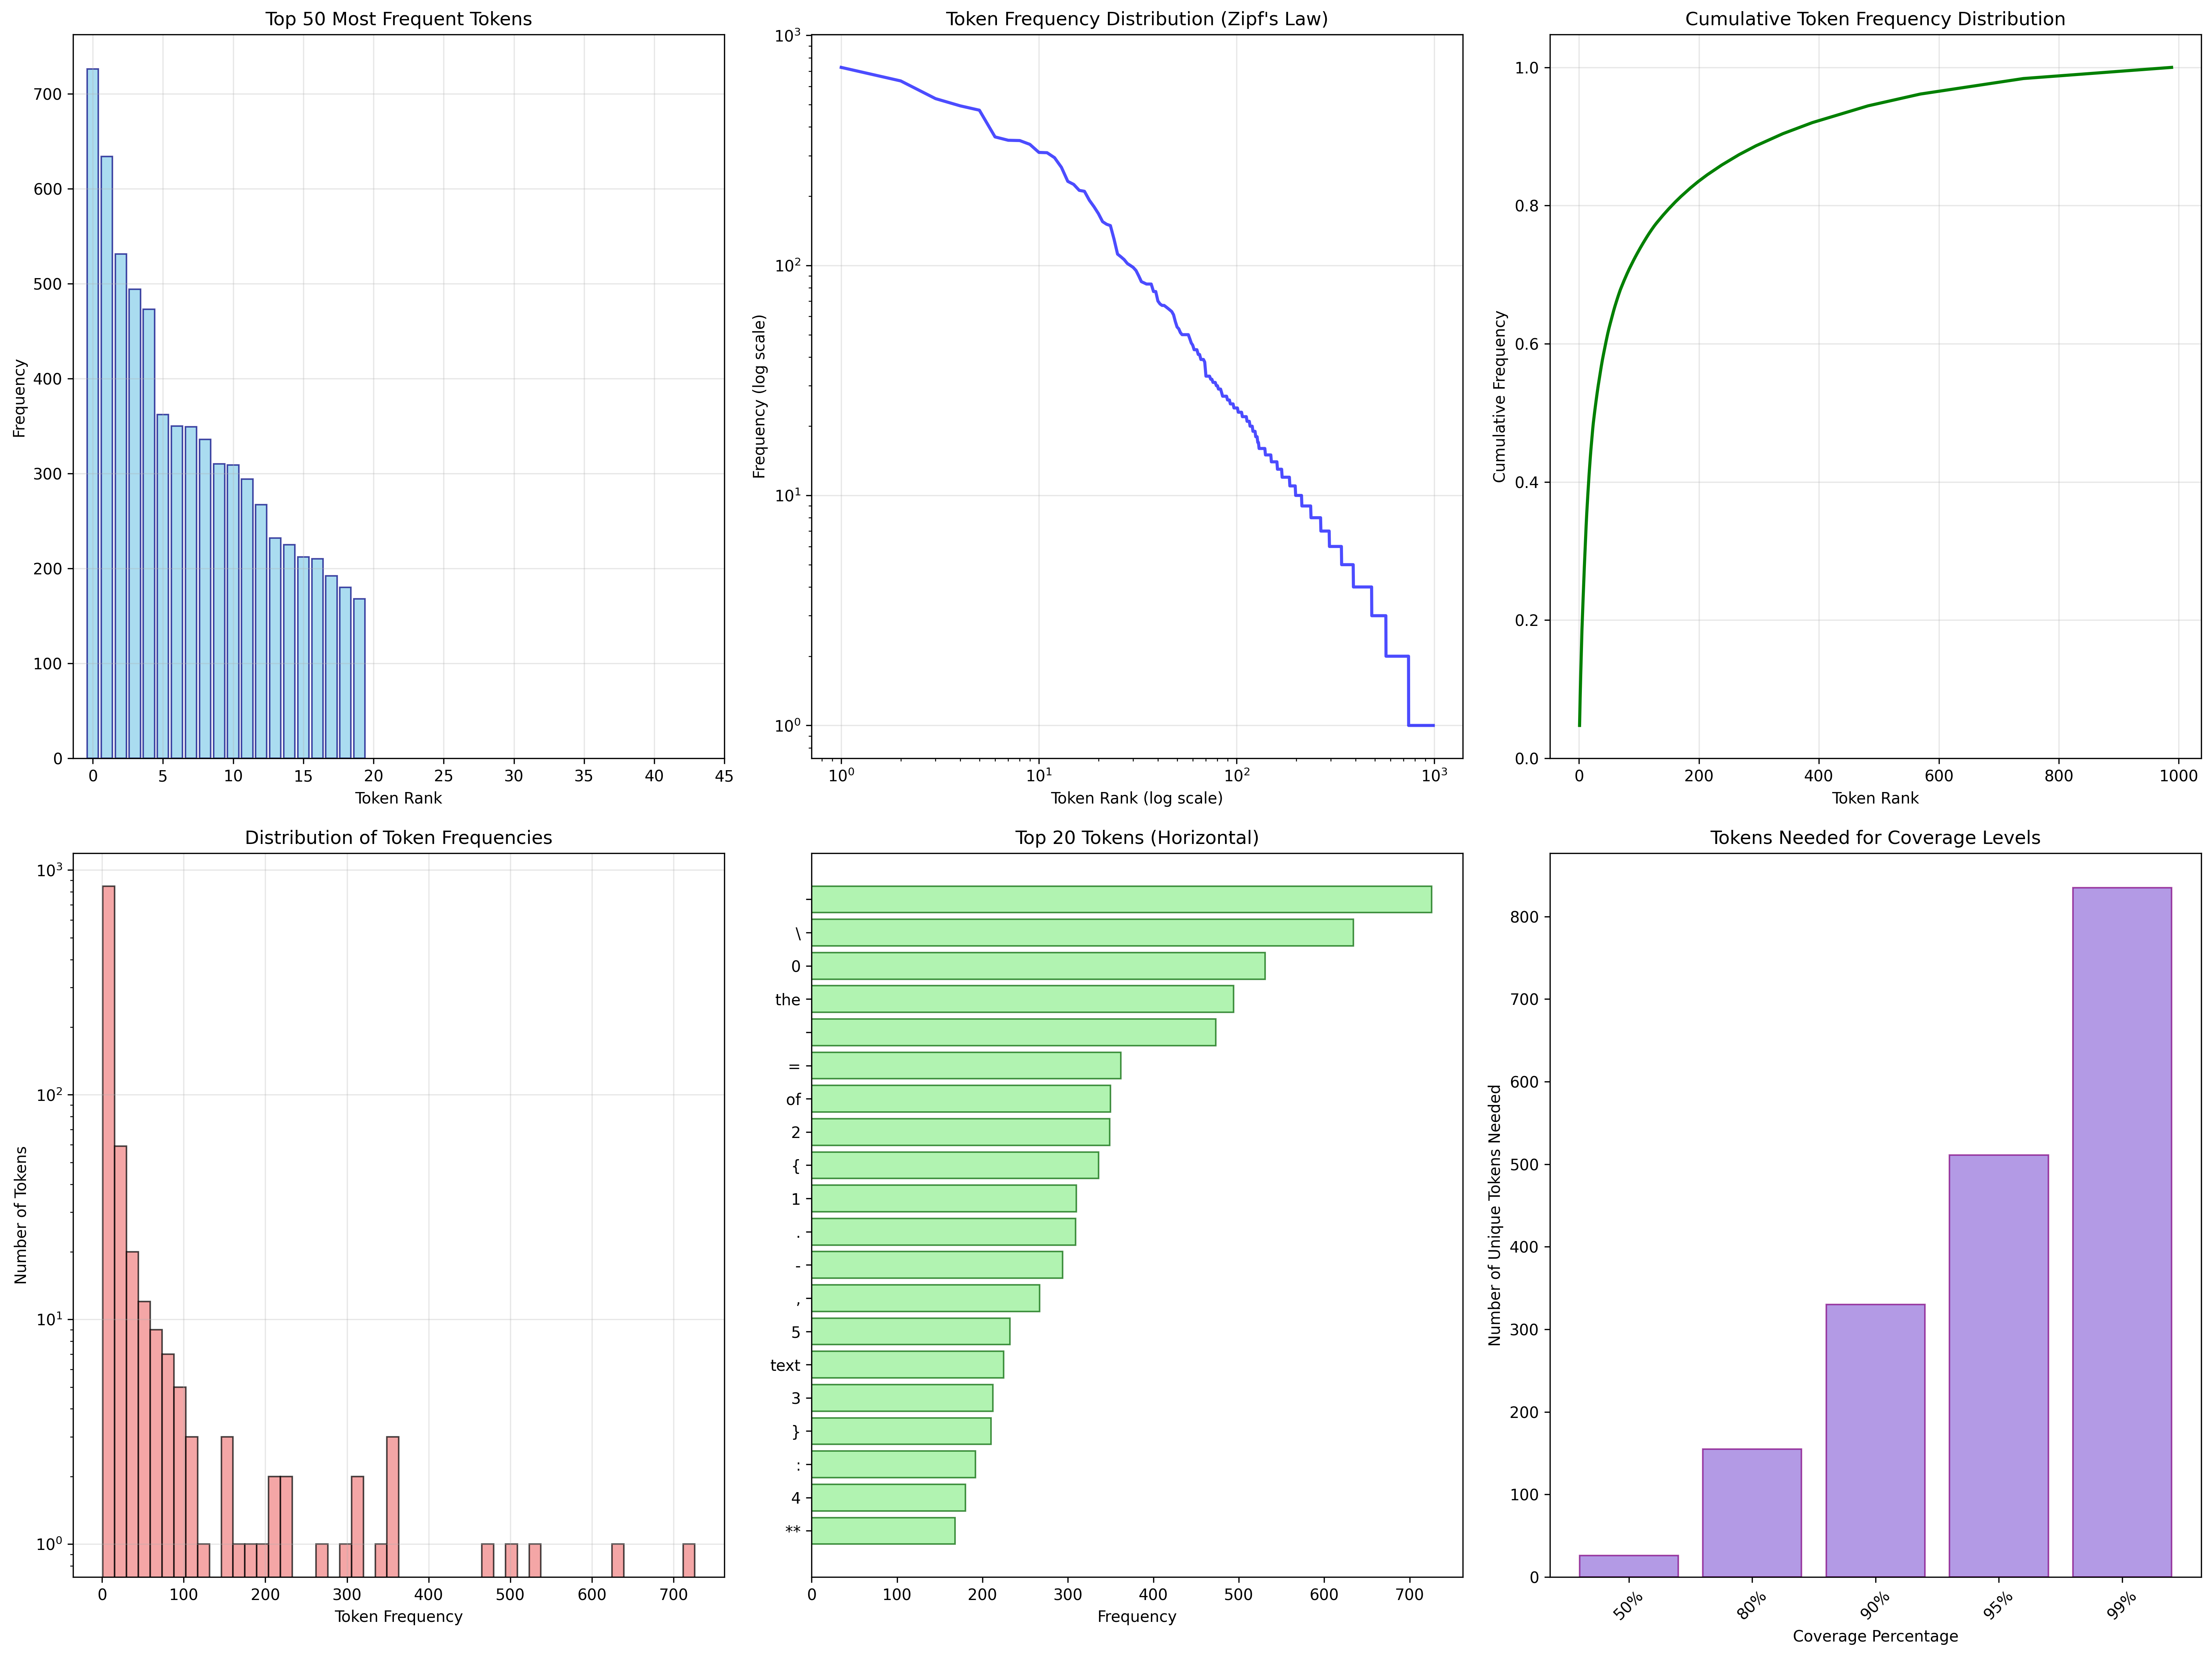 Top 50 Most Frequent Tokens
Frequency
700
600
500
400
300
200
100
0
0 5 10 15 20 25 30 35 40 45
Token Rank
Token Frequency Distribution (Zipf's Law)
Frequency (log scale)
10³
10²
10¹
10⁰
10⁰ 10¹ 10² 10³
Token Rank (log scale)
Cumulative Token Frequency Distribution
Cumulative Frequency
1.0
0.8
0.6
0.4
0.2
0.0
0 200 400 600 800 1000
Token Rank
Distribution of Token Frequencies
Number of Tokens
10³
10²
10¹
10⁰
0 100 200 300 400 500 600 700
Token Frequency
Top 20 Tokens (Horizontal)
\
0
the
=
of
2
{
1
.
-
,
5
text
3
}
:
4
**
0 100 200 300 400 500 600 700
Frequency
Tokens Needed for Coverage Levels
Number of Unique Tokens Needed
800
700
600
500
400
300
200
100
0
50% 80% 90% 95% 99%
Coverage Percentage